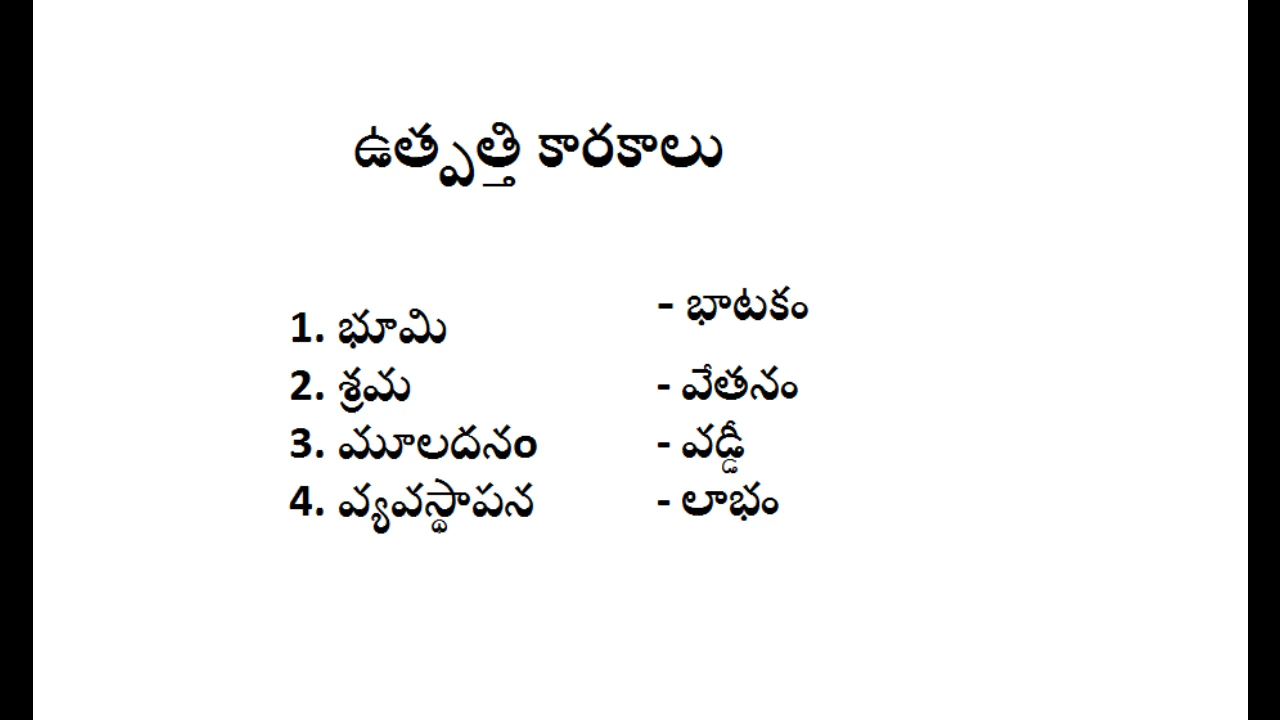 ఉత్పత్తి కారకాలు
1. భూమి - భాటకం
2. శ్రమ - వేతనం
3. మూలదనం - వడ్డీ
4. వ్యవస్థాపన - లాభం